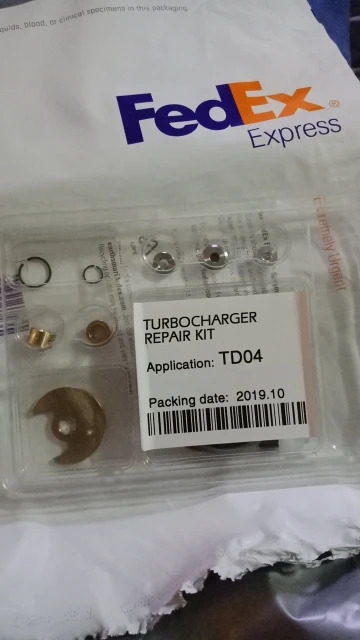 quids, blood, or clinical specimens in this packaging.
FedEx®
Express
Extremely Urgent
TURBOCHARGER
REPAIR KIT
Application: TD04
Packing date: 2019.10